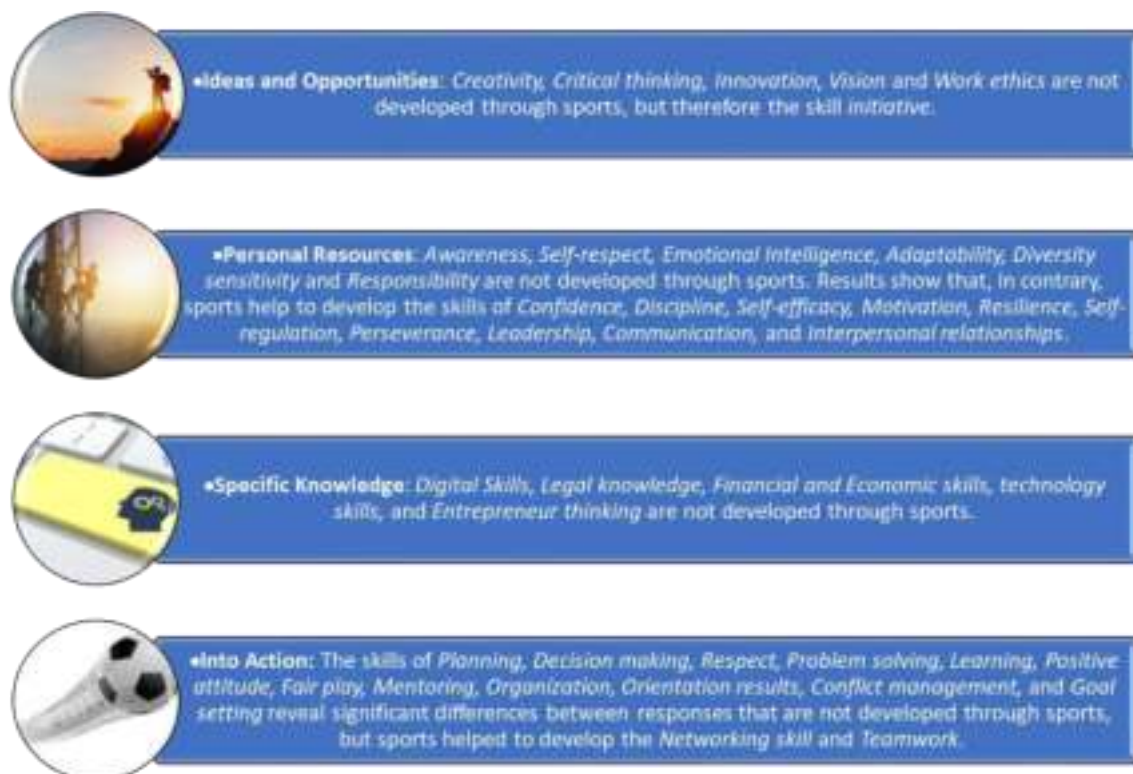 •Ideas and Opportunities: Creativity, Critical thinking, Innovation, Vision and Work ethics are not
developed through sports, but therefore the skill initiative.
•Personal Resources: Awareness, Self-respect, Emotional Intelligence, Adaptability, Diversity
sensitivity and Responsibility are not developed through sports. Results show that, in contrary,
sports help to develop the skills of Confidence, Discipline, Self-efficacy, Motivation, Resilience, Self-
regulation, Perseverance, Leadership, Communication, and Interpersonal relationships.
•Specific Knowledge: Digital Skills, Legal knowledge, Financial and Economic skills, technology
skills, and Entrepreneur thinking are not developed through sports.
•Into Action: The skills of Planning, Decision making, Respect, Problem solving, Learning, Positive
attitude, Fair play, Mentoring, Organization, Orientation results, Conflict management, and Goal
setting reveal significant differences between responses that are not developed through sports,
but sports helped to develop the Networking skill and Teamwork.